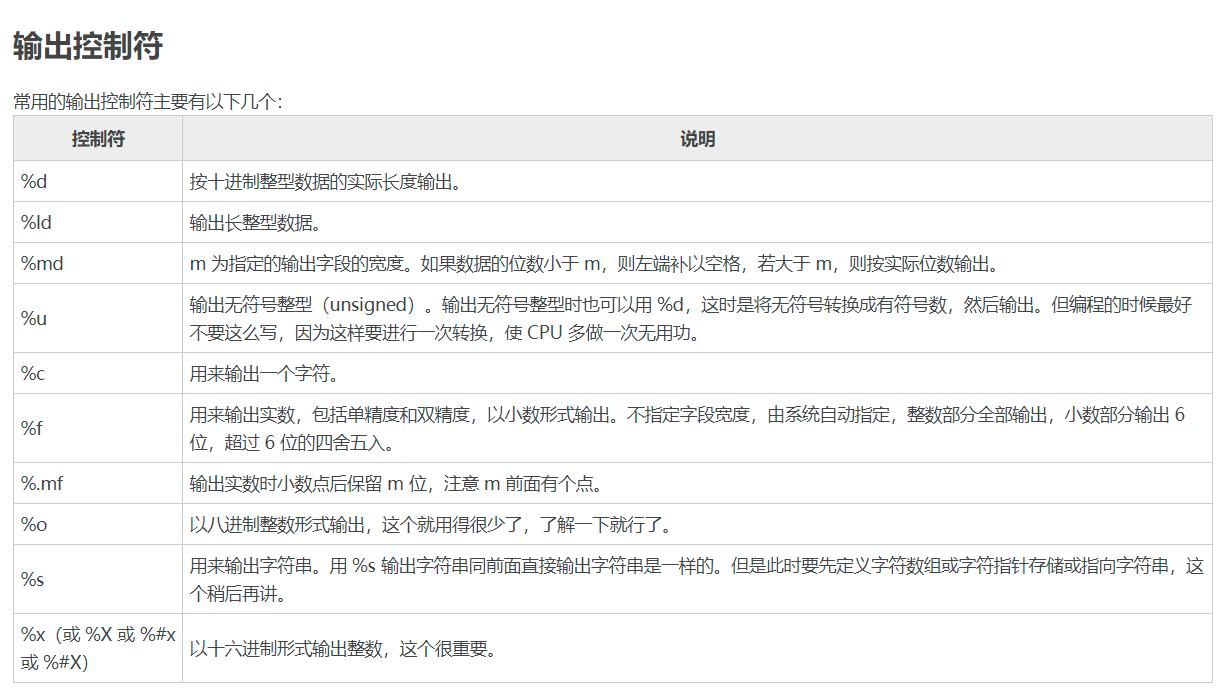 输出控制符
常用的输出控制符主要有以下几个：
控制符 说明
%d 按十进制整型数据的实际长度输出。
%ld 输出长整型数据。
%md m 为指定的输出字段的宽度。如果数据的位数小于 m，则左端补以空格，若大于 m，则按实际位数输出。
%u 输出无符号整型（unsigned）。输出无符号整型时也可以用 %d，这时是将无符号转换成有符号数，然后输出。但编程的时候最好
不要这么写，因为这样要进行一次转换，使 CPU 多做一次无用功。
%c 用来输出一个字符。
%f 用来输出实数，包括单精度和双精度，以小数形式输出。不指定字段宽度，由系统自动指定，整数部分全部输出，小数部分输出 6
位，超过 6 位的四舍五入。
%.mf 输出实数时小数点后保留 m 位，注意 m 前面有个点。
%o 以八进制整数形式输出，这个就用得很少了，了解一下就行了。
%s 用来输出字符串。用 %s 输出字符串同前面直接输出字符串是一样的。但是此时要先定义字符数组或字符指针存储或指向字符串，这
个稍后再讲。
%x（或 %X 或 %#x
或 %#X） 以十六进制形式输出整数，这个很重要。